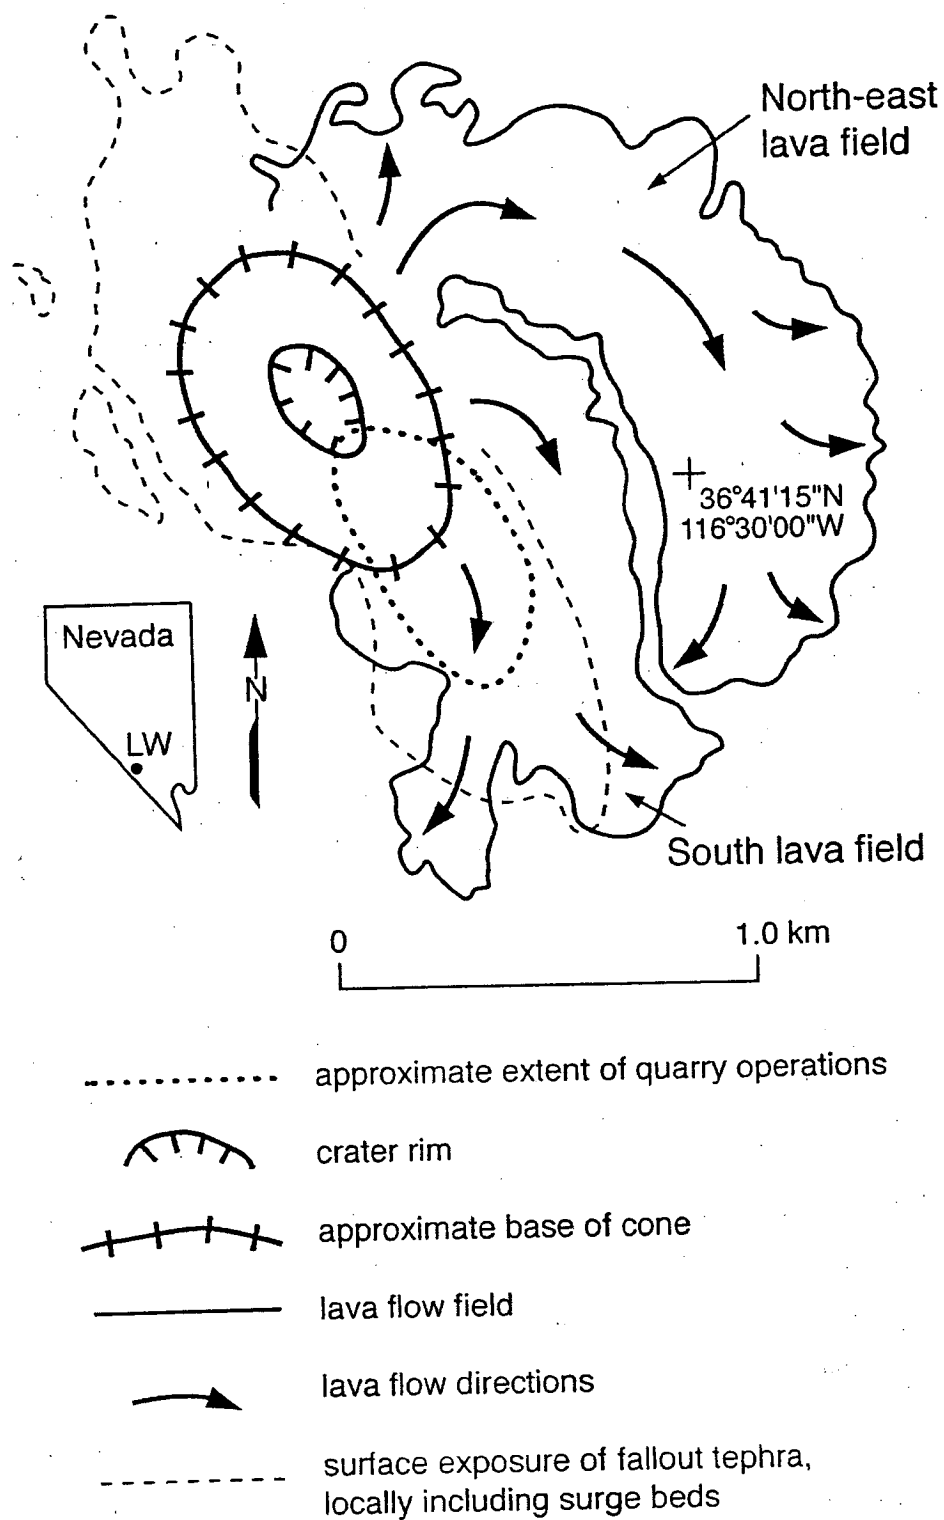 North-east
lava field
36°41'15"N
116°30'00"W
Nevada
LW
N
South lava field
0
1.0 km
approximate extent of quarry operations
crater rim
approximate base of cone
lava flow field
lava flow directions
surface exposure of fallout tephra,
locally including surge beds